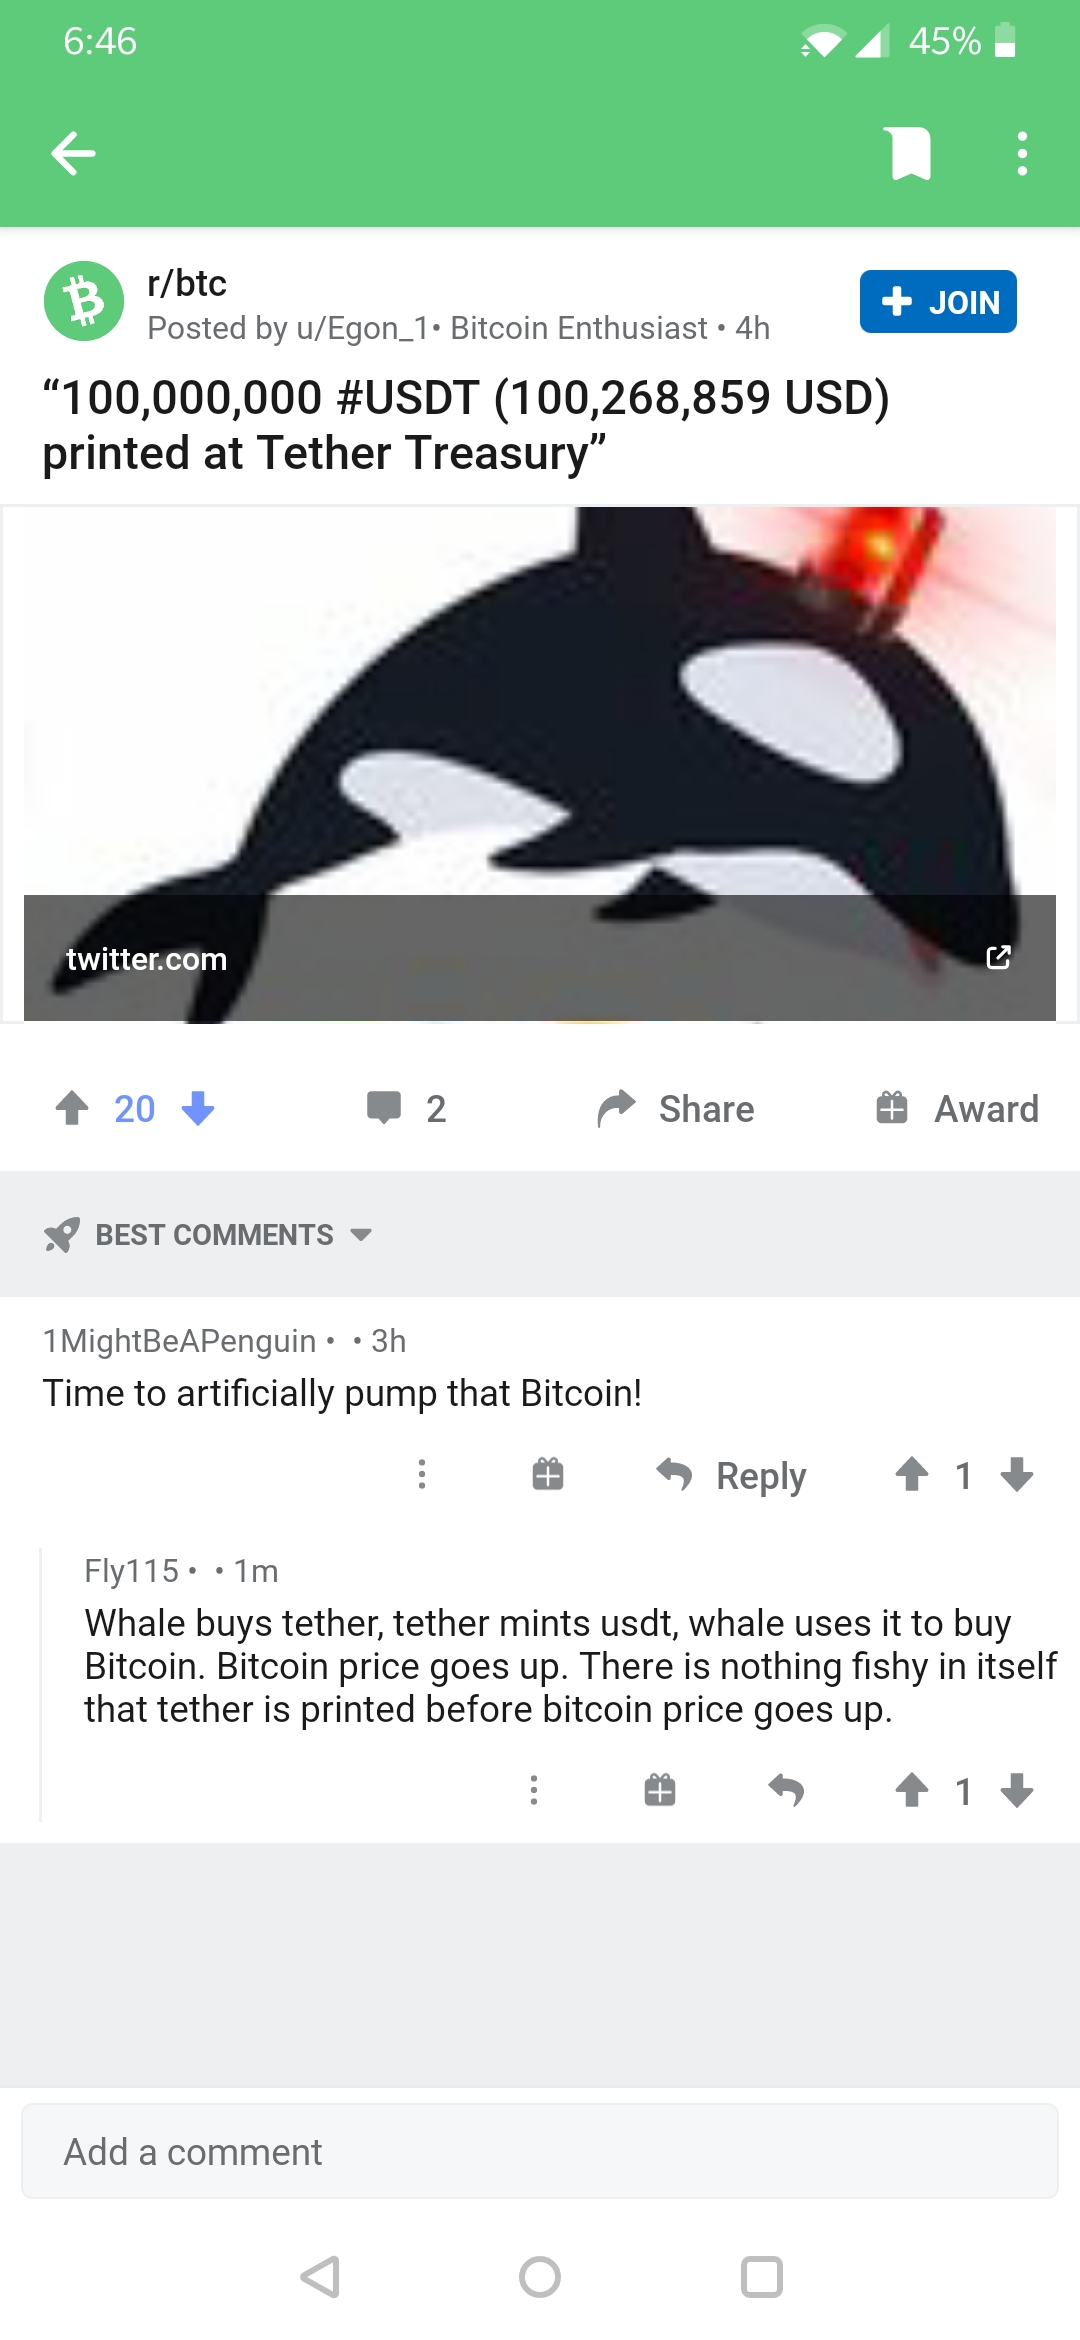 6:46
45%
r/btc
Posted by u/Egon_1 • Bitcoin Enthusiast • 4h
JOIN
“100,000,000 #USDT (100,268,859 USD)
printed at Tether Treasury”
twitter.com
20
2
Share
Award
BEST COMMENTS
1MightBeAPenguin • • 3h
Time to artificially pump that Bitcoin!
Reply
1
Fly115 • • 1m
Whale buys tether, tether mints usdt, whale uses it to buy
Bitcoin. Bitcoin price goes up. There is nothing fishy in itself
that tether is printed before bitcoin price goes up.
1
Add a comment